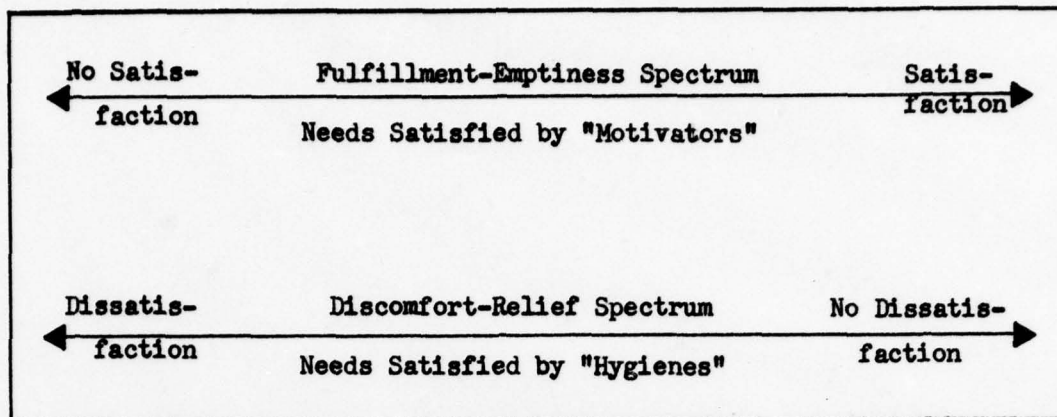 No Satis-
faction
Fulfillment-Emptiness Spectrum
Needs Satisfied by "Motivators"
Satis-
faction
Dissatis-
faction
Discomfort-Relief Spectrum
Needs Satisfied by "Hygienes"
No Dissatis-
faction